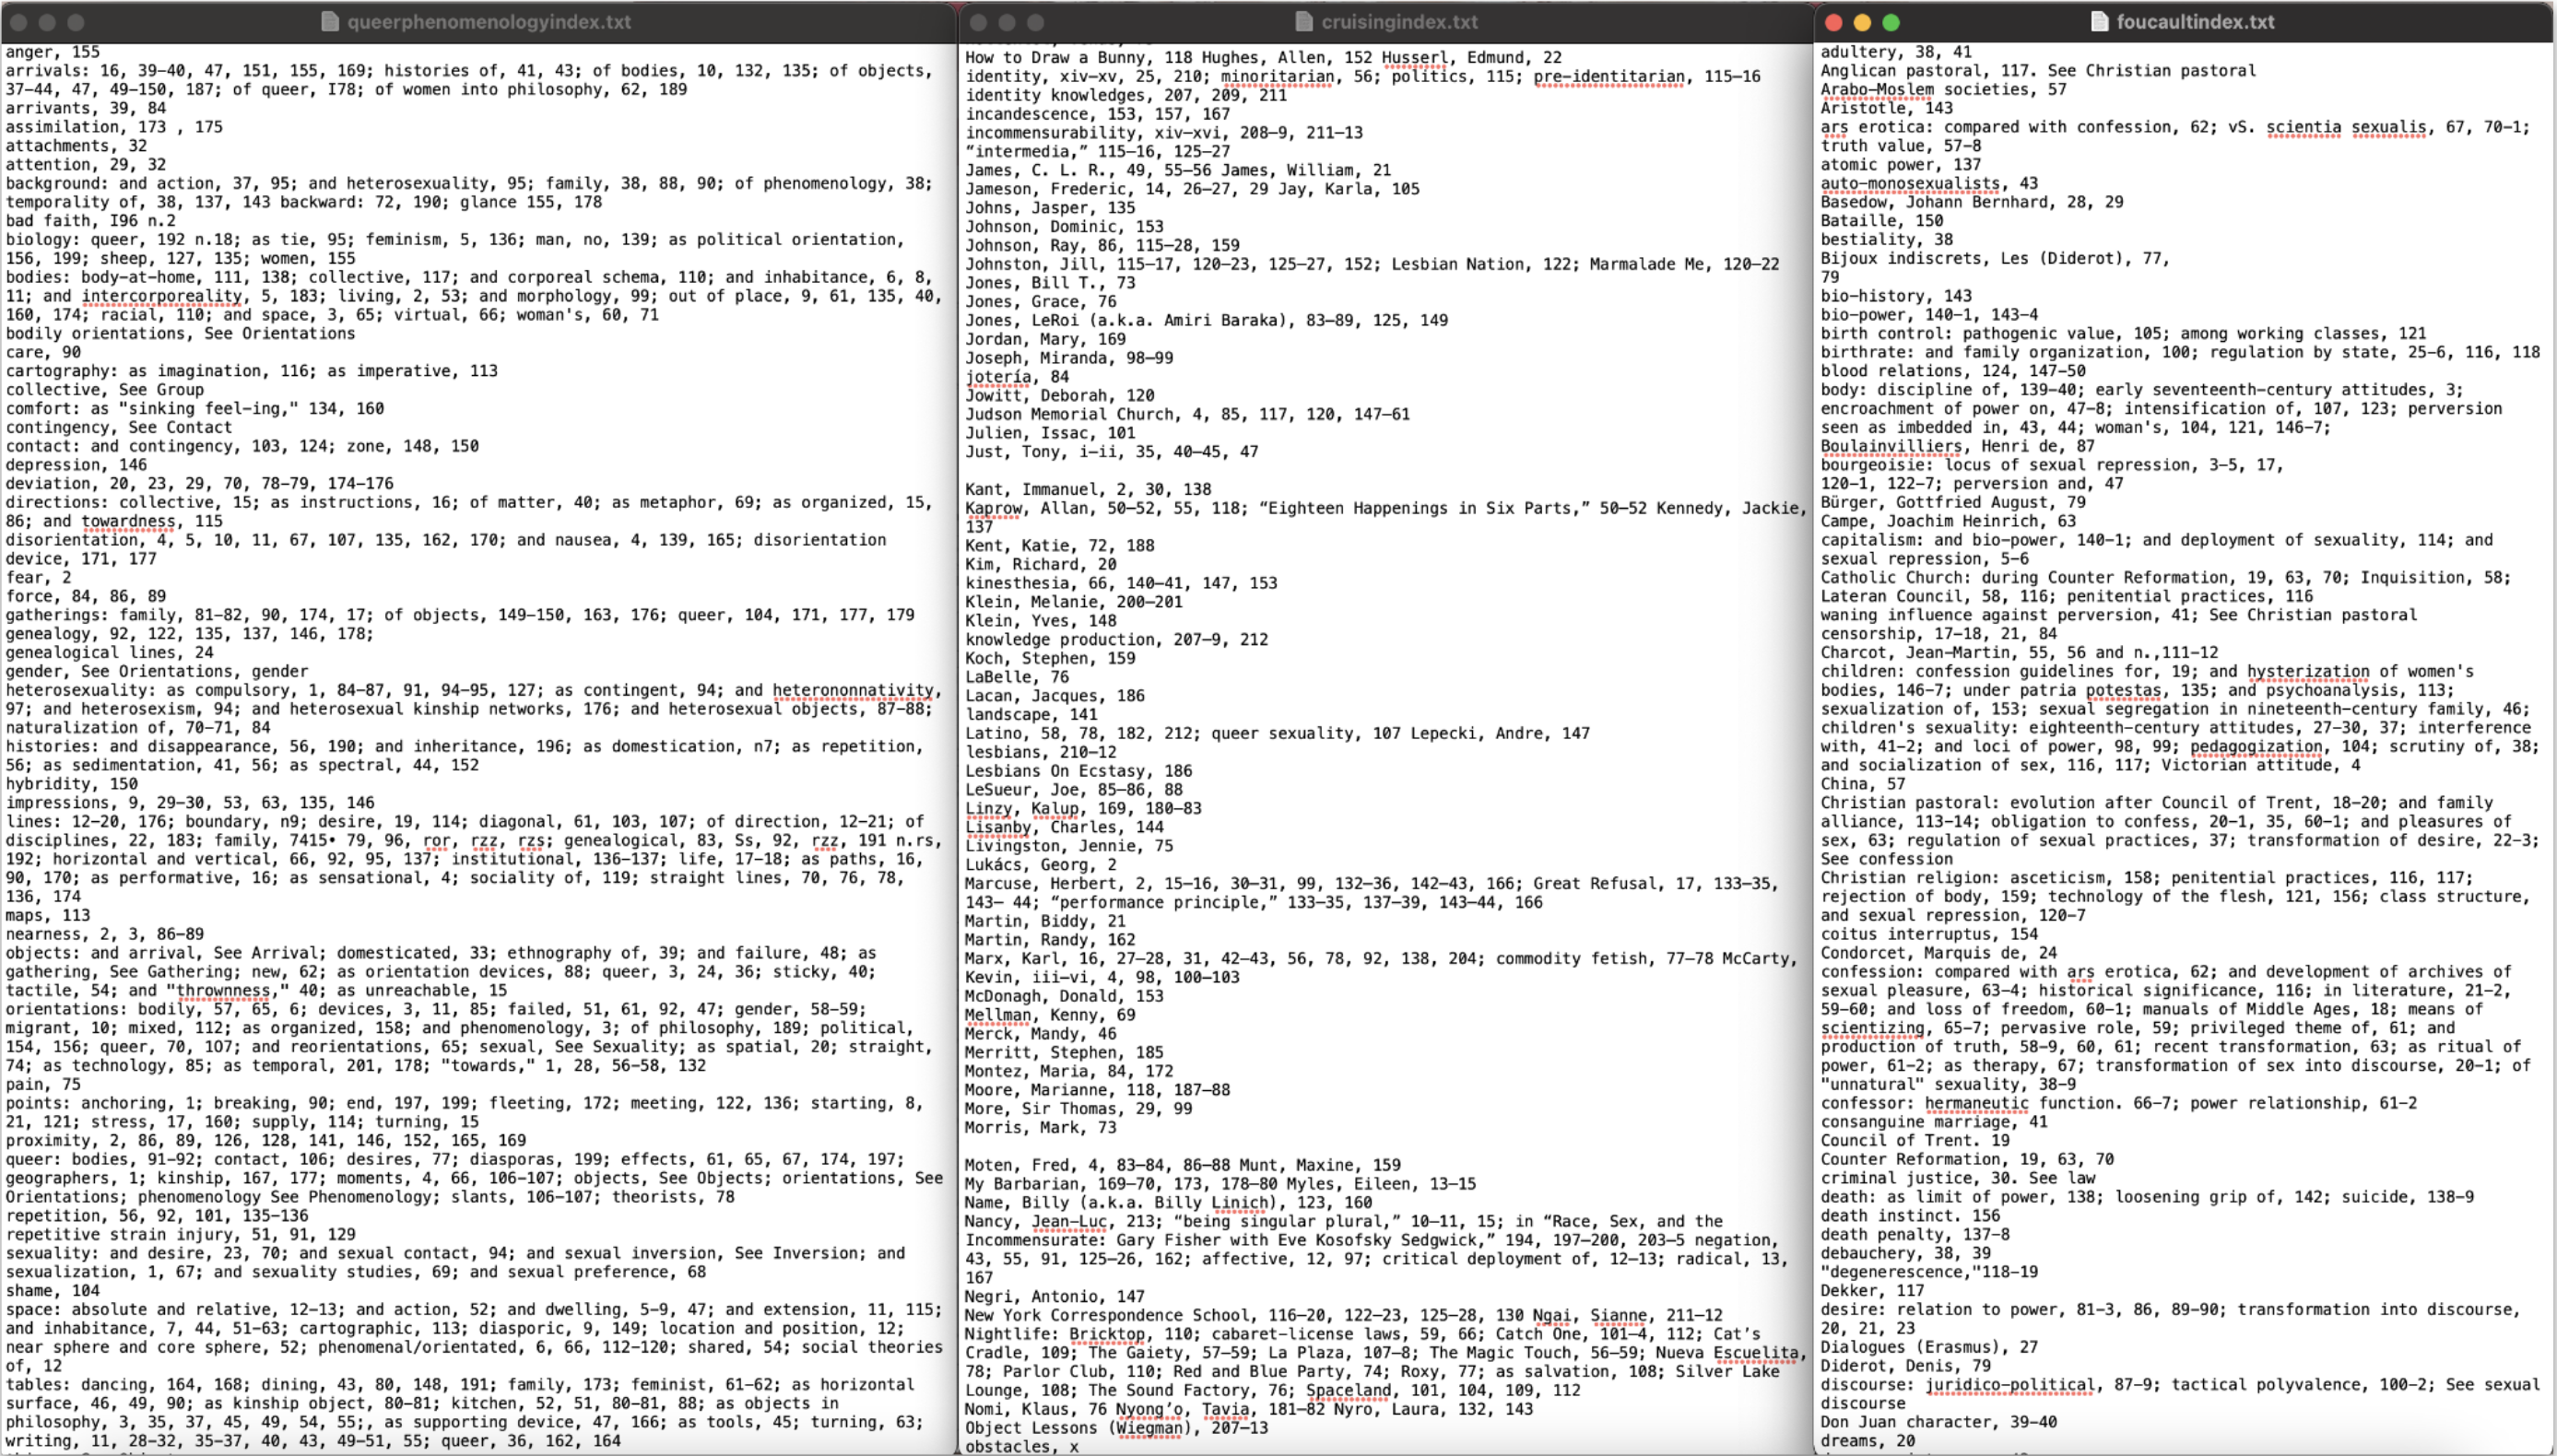 queerphenomenologyindex.txt
anger, 155
arrivals: 16, 39-40, 47, 151, 155, 169; histories of, 41, 43; of bodies, 10, 132, 135; of objects,
37-44, 47, 49-150, 187; of queer, I78; of women into philosophy, 62, 189
arrivants, 39, 84
assimilation, 173 , 175
attachments, 32
attention, 29, 32
background: and action, 37, 95; and heterosexuality, 95; family, 38, 88, 90; of phenomenology, 38;
temporality of, 38, 137, 143 backward: 72, 190; glance 155, 178
bad faith, I96 n.2
biology: queer, 192 n.18; as tie, 95; feminism, 5, 136; man, no, 139; as political orientation,
156, 199; sheep, 127, 135; women, 155
bodies: body-at-home, 111, 138; collective, 117; and corporeal schema, 110; and inhabitance, 6, 8,
11; and intercorporeality, 5, 183; living, 2, 53; and morphology, 99; out of place, 9, 61, 135, 40,
160, 174; racial, 110; and space, 3, 65; virtual, 66; woman's, 60, 71
bodily orientations, See Orientations
care, 90
cartography: as imagination, 116; as imperative, 113
collective, See Group
comfort: as "sinking feel-ing," 134, 160
contingency, See Contact
contact: and contingency, 103, 124; zone, 148, 150
depression, 146
deviation, 20, 23, 29, 70, 78-79, 174-176
directions: collective, 15; as instructions, 16; of matter, 40; as metaphor, 69; as organized, 15,
86; and towardness, 115
disorientation, 4, 5, 10, 11, 67, 107, 135, 162, 170; and nausea, 4, 139, 165; disorientation
device, 171, 177
fear, 2
force, 84, 86, 89
gatherings: family, 81-82, 90, 174, 17; of objects, 149-150, 163, 176; queer, 104, 171, 177, 179
genealogy, 92, 122, 135, 137, 146, 178;
genealogical lines, 24
gender, See Orientations, gender
heterosexuality: as compulsory, 1, 84-87, 91, 94-95, 127; as contingent, 94; and heterononnativity,
97; and heterosexism, 94; and heterosexual kinship networks, 176; and heterosexual objects, 87-88;
naturalization of, 70-71, 84
histories: and disappearance, 56, 190; and inheritance, 196; as domestication, n7; as repetition,
56; as sedimentation, 41, 56; as spectral, 44, 152
hybridity, 150
impressions, 9, 29-30, 53, 63, 135, 146
lines: 12-20, 176; boundary, n9; desire, 19, 114; diagonal, 61, 103, 107; of direction, 12-21; of
disciplines, 22, 183; family, 7415• 79, 96, ror, rzz, rzs; genealogical, 83, Ss, 92, rzz, 191 n.rs,
192; horizontal and vertical, 66, 92, 95, 137; institutional, 136-137; life, 17-18; as paths, 16,
90, 170; as performative, 16; as sensational, 4; sociality of, 119; straight lines, 70, 76, 78,
136, 174
maps, 113
nearness, 2, 3, 86-89
objects: and arrival, See Arrival; domesticated, 33; ethnography of, 39; and failure, 48; as
gathering, See Gathering; new, 62; as orientation devices, 88; queer, 3, 24, 36; sticky, 40;
tactile, 54; and "thrownness," 40; as unreachable, 15
orientations: bodily, 57, 65, 6; devices, 3, 11, 85; failed, 51, 61, 92, 47; gender, 58-59;
migrant, 10; mixed, 112; as organized, 158; and phenomenology, 3; of philosophy, 189; political,
154, 156; queer, 70, 1O7; and reorientations, 65; sexual, See Sexuality; as spatial, 20; straight,
74; as technology, 85; as temporal, 201, 178; "towards," 1, 28, 56-58, 132
pain, 75
points: anchoring, 1; breaking, 90; end, 197, 199; fleeting, 172; meeting, 122, 136; starting, 8,
21, 121; stress, 17, 160; supply, 114; turning, 15
proximity, 2, 86, 89, 126, 128, 141, 146, 152, 165, 169
queer: bodies, 91-92; contact, 106; desires, 77; diasporas, 199; effects, 61, 65, 67, 174, 197;
geographers, 1; kinship, 167, 177; moments, 4, 66, 106-107; objects, See Objects; orientations, See
Orientations; phenomenology See Phenomenology; slants, 106-107; theorists, 78
repetition, 56, 92, 101, 135-136
repetitive strain injury, 51, 91, 129
sexuality: and desire, 23, 70; and sexual contact, 94; and sexual inversion, See Inversion; and
sexualization, 1, 67; and sexuality studies, 69; and sexual preference, 68
shame, 104
space: absolute and relative, 12-13; and action, 52; and dwelling, 5-9, 47; and extension, 11, 115;
and inhabitance, 7, 44, 51-63; cartographic, 113; diasporic, 9, 149; location and position, 12;
near sphere and core sphere, 52; phenomenal/orientated, 6, 66, 112-120; shared, 54; social theories
of, 12
tables: dancing, 164, 168; dining, 43, 80, 148, 191; family, 173; feminist, 61-62; as horizontal
surface, 46, 49, 90; as kinship object, 80-81; kitchen, 52, 51, 80-81, 88; as objects in
philosophy, 3, 35, 37, 45, 49, 54, 55;, as supporting device, 47, 166; as tools, 45; turning, 63;
writing, 11, 28-32, 35-37, 40, 43, 49-51, 55; queer, 36, 162, 164
cruisingindex.txt
How to Draw a Bunny, 118 Hughes, Allen, 152 Husserl, Edmund, 22
identity, xiv–xv, 25, 210; minoritarian, 56; politics, 115; pre-identitarian, 115–16
identity knowledges, 207, 209, 211
incandescence, 153, 157, 167
incommensurability, xiv–xvi, 208–9, 211–13
“intermedia,” 115–16, 125–27
James, C. L. R., 49, 55–56 James, William, 21
Jameson, Frederic, 14, 26–27, 29 Jay, Karla, 105
Johns, Jasper, 135
Johnson, Dominic, 153
Johnson, Ray, 86, 115–28, 159
Johnston, Jill, 115–17, 120–23, 125–27, 152; Lesbian Nation, 122; Marmalade Me, 120–22
Jones, Bill T., 73
Jones, Grace, 76
Jones, LeRoi (a.k.a. Amiri Baraka), 83–89, 125, 149
Jordan, Mary, 169
Joseph, Miranda, 98–99
jotería, 84
Jowitt, Deborah, 120
Judson Memorial Church, 4, 85, 117, 120, 147–61
Julien, Issac, 101
Just, Tony, i–ii, 35, 40–45, 47
Kant, Immanuel, 2, 30, 138
Kaprow, Allan, 50–52, 55, 118; “Eighteen Happenings in Six Parts,” 50–52 Kennedy, Jackie,
137
Kent, Katie, 72, 188
Kim, Richard, 20
kinesthesia, 66, 140–41, 147, 153
Klein, Melanie, 200–201
Klein, Yves, 148
knowledge production, 207–9, 212
Koch, Stephen, 159
LaBelle, 76
Lacan, Jacques, 186
landscape, 141
Latino, 58, 78, 182, 212; queer sexuality, 107 Lepecki, Andre, 147
lesbians, 210–12
Lesbians On Ecstasy, 186
LeSueur, Joe, 85–86, 88
Linzy, Kalup, 169, 180–83
Lisanby, Charles, 144
Livingston, Jennie, 75
Lukács, Georg, 2
Marcuse, Herbert, 2, 15–16, 30–31, 99, 132–36, 142–43, 166; Great Refusal, 17, 133–35,
143– 44; “performance principle,” 133–35, 137–39, 143–44, 166
Martin, Biddy, 21
Martin, Randy, 162
Marx, Karl, 16, 27–28, 31, 42–43, 56, 78, 92, 138, 204; commodity fetish, 77–78 McCarty,
Kevin, iii–vi, 4, 98, 100–103
McDonagh, Donald, 153
Mellman, Kenny, 69
Merck, Mandy, 46
Merritt, Stephen, 185
Montez, Maria, 84, 172
Moore, Marianne, 118, 187–88
More, Sir Thomas, 29, 99
Morris, Mark, 73
Moten, Fred, 4, 83–84, 86–88 Munt, Maxine, 159
My Barbarian, 169–70, 173, 178–80 Myles, Eileen, 13–15
Name, Billy (a.k.a. Billy Linich), 123, 160
Nancy, Jean-Luc, 213; “being singular plural,” 10–11, 15; in “Race, Sex, and the
Incommensurate: Gary Fisher with Eve Kosofsky Sedgwick,” 194, 197–200, 203–5 negation,
43, 55, 91, 125–26, 162; affective, 12, 97; critical deployment of, 12–13; radical, 13,
167
Negri, Antonio, 147
New York Correspondence School, 116–20, 122–23, 125–28, 130 Ngai, Sianne, 211–12
Nightlife: Bricktop, 110; cabaret-license laws, 59, 66; Catch One, 101–4, 112; Cat’s
Cradle, 109; The Gaiety, 57–59; La Plaza, 107–8; The Magic Touch, 56–59; Nueva Escuelita,
78; Parlor Club, 110; Red and Blue Party, 74; Roxy, 77; as salvation, 108; Silver Lake
Lounge, 108; The Sound Factory, 76; Spaceland, 101, 104, 109, 112
Nomi, Klaus, 76 Nyong’o, Tavia, 181–82 Nyro, Laura, 132, 143
Object Lessons (Wiegman), 207–13
obstacles, x
foucaultindex.txt
adultery, 38, 41
Anglican pastoral, 117. See Christian pastoral
Arabo-Moslem societies, 57
Aristotle, 143
ars erotica: compared with confession, 62; vS. scientia sexualis, 67, 70-1;
truth value, 57-8
atomic power, 137
auto-monosexualists, 43
Basedow, Johann Bernhard, 28, 29
Bataille, 150
bestiality, 38
Bijoux indiscrets, Les (Diderot), 77,
79
bio-history, 143
bio-power, 140-1, 143-4
birth control: pathogenic value, 105; among working classes, 121
birthrate: and family organization, 100; regulation by state, 25-6, 116, 118
blood relations, 124, 147-50
body: discipline of, 139-40; early seventeenth-century attitudes, 3;
encroachment of power on, 47-8; intensification of, 107, 123; perversion
seen as imbedded in, 43, 44; woman's, 104, 121, 146-7;
Boulainvilliers, Henri de, 87
bourgeoisie: locus of sexual repression, 3-5, 17,
120-1, 122-7; perversion and, 47
Bürger, Gottfried August, 79
Campe, Joachim Heinrich, 63
capitalism: and bio-power, 140-1; and deployment of sexuality, 114; and
sexual repression, 5-6
Catholic Church: during Counter Reformation, 19, 63, 70; Inquisition, 58;
Lateran Council, 58, 116; penitential practices, 116
waning influence against perversion, 41; See Christian pastoral
censorship, 17-18, 21, 84
Charcot, Jean-Martin, 55, 56 and n.,111-12
children: confession guidelines for, 19; and hysterization of women's
bodies, 146-7; under patria potestas, 135; and psychoanalysis, 113;
sexualization of, 153; sexual segregation in nineteenth-century family, 46;
children's sexuality: eighteenth-century attitudes, 27-30, 37; interference
with, 41-2; and loci of power, 98, 99; pedagogization, 104; scrutiny of, 38;
and socialization of sex, 116, 117; Victorian attitude, 4
China, 57
Christian pastoral: evolution after Council of Trent, 18-20; and family
alliance, 113-14; obligation to confess, 20-1, 35, 60-1; and pleasures of
sex, 63; regulation of sexual practices, 37; transformation of desire, 22-3;
See confession
Christian religion: asceticism, 158; penitential practices, 116, 117;
rejection of body, 159; technology of the flesh, 121, 156; class structure,
and sexual repression, 120-7
coitus interruptus, 154
Condorcet, Marquis de, 24
confession: compared with ars erotica, 62; and development of archives of
sexual pleasure, 63-4; historical significance, 116; in literature, 21-2,
59-60; and loss of freedom, 60-1; manuals of Middle Ages, 18; means of
scientizing, 65-7; pervasive role, 59; privileged theme of, 61; and
production of truth, 58-9, 60, 61; recent transformation, 63; as ritual of
power, 61-2; as therapy, 67; transformation of sex into discourse, 20-1; of
"unnatural" sexuality, 38-9
confessor: hermaneutic function. 66-7; power relationship, 61-2
consanguine marriage, 41
Council of Trent. 19
Counter Reformation, 19, 63, 70
criminal justice, 30. See law
death: as limit of power, 138; loosening grip of, 142; suicide, 138-9
death instinct. 156
death penalty, 137-8
debauchery, 38, 39
"degenerescence,"118-19
Dekker, 117
desire: relation to power, 81-3, 86, 89-90; transformation into discourse,
20, 21, 23
Dialogues (Erasmus), 27
Diderot, Denis, 79
discourse: juridico-political, 87-9; tactical polyvalence, 100-2; See sexual
discourse
Don Juan character, 39-40
dreams, 20